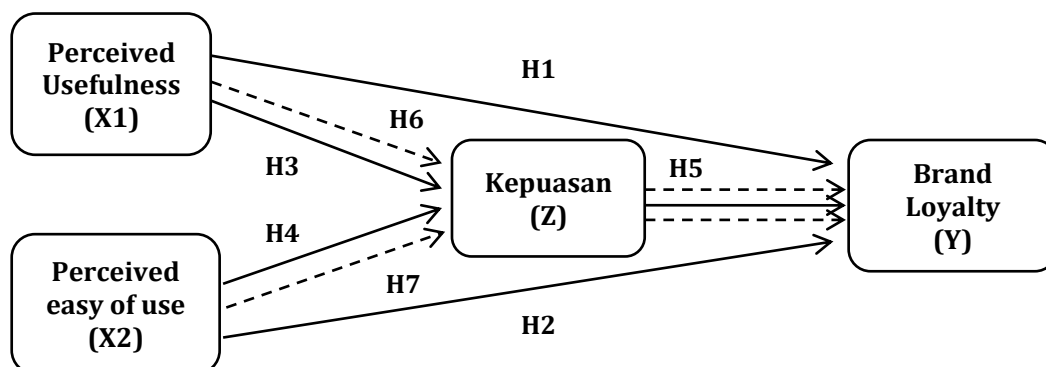 Perceived
Usefulness
(X1)
H1
H6
H3
Kepuasan
(Z)
H5
Brand
Loyalty
(Y)
H4
Perceived
easy of use
(X2)
H7
H2